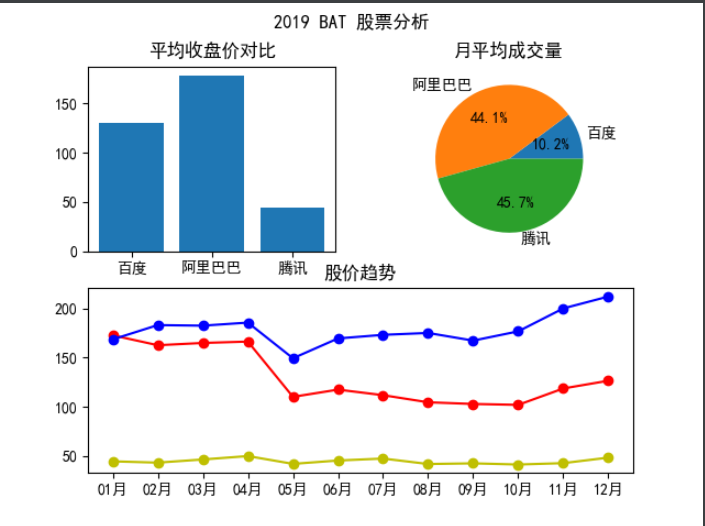 2019 BAT 股票分析
平均收盘价对比
150
100
50
0
百度 阿里巴巴 腾讯
月平均成交量
阿里巴巴
44.1%
百度
10.2%
45.7%
腾讯
股价趋势
200
150
100
50
01月 02月 03月 04月 05月 06月 07月 08月 09月 10月 11月 12月